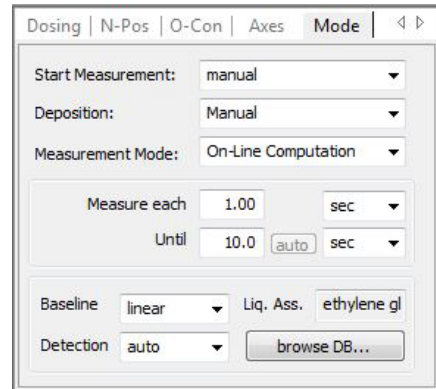 Dosing | N-Pos | O-Con | Axes Mode
Start Measurement: manual
Deposition: Manual
Measurement Mode: On-Line Computation
Measure each 1.00 sec
Until 10.0 auto sec
Baseline linear Liq. Ass. ethylene gl
Detection auto browse DB...